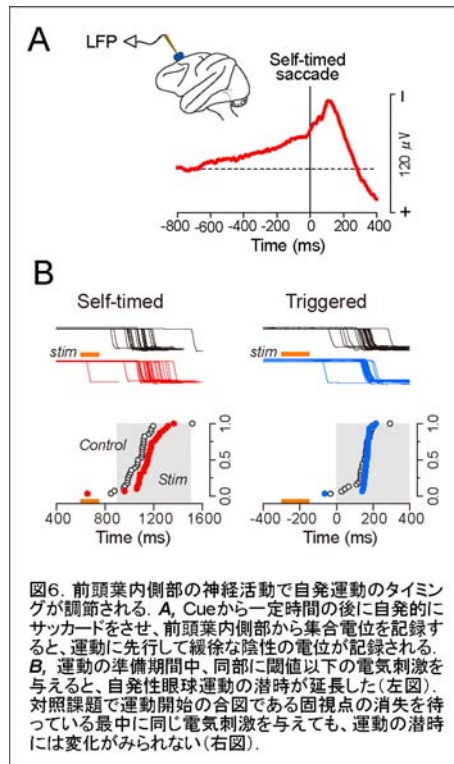 A
LFP
Self-timed
saccade
−
120 μV
+
-800 -600 -400 -200 0 200 400
Time (ms)
B
Self-timed
Triggered
stim
stim
Control
Stim
1.0
0.5
0.0
1.0
0.5
0.0
400 800 1200 1600
Time (ms)
-400 -200 0 200 400
Time (ms)
図6. 前頭葉内側部の神経活動で自発運動のタイミン
グが調節される. A, Cueから一定時間の後に自発的に
サッカードをさせ、前頭葉内側部から集合電位を記録す
ると、運動に先行して緩徐な陰性の電位が記録される.
B, 運動の準備期間中、同部に閾値以下の電気刺激を
与えると、自発性眼球運動の潜時が延長した(左図).
対照課題で運動開始の合図である固視点の消失を待
っている最中に同じ電気刺激を与えても、運動の潜時
には変化がみられない(右図).